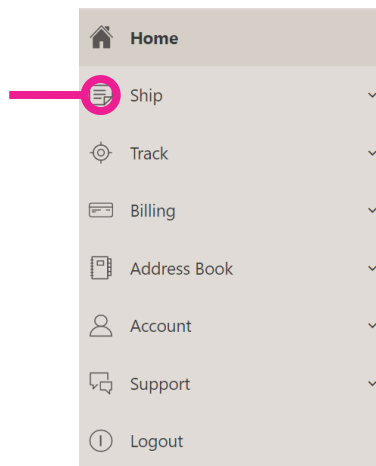 Home
Ship
Track
Billing
Address Book
Account
Support
Logout